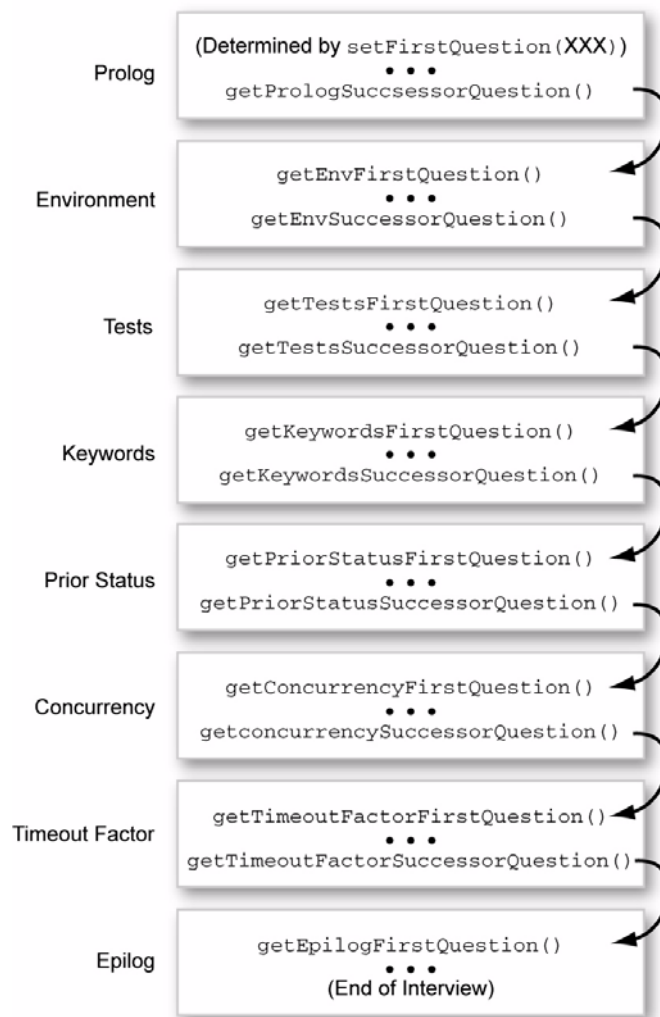 Prolog
(Determined by setFirstQuestion(XXX))
• • •
getPrologSuccsessorQuestion()
Environment
getEnvFirstQuestion()
• • •
getEnvSuccessorQuestion()
Tests
getTestsFirstQuestion()
• • •
getTestsSuccessorQuestion()
Keywords
getKeywordsFirstQuestion()
• • •
getKeywordsSuccessorQuestion()
Prior Status
getPriorStatusFirstQuestion()
• • •
getPriorStatusSuccessorQuestion()
Concurrency
getConcurrencyFirstQuestion()
• • •
getconcurrencySuccessorQuestion()
Timeout Factor
getTimeoutFactorFirstQuestion()
• • •
getTimeoutFactorSuccessorQuestion()
Epilog
getEpilogFirstQuestion()
• • •
(End of Interview)